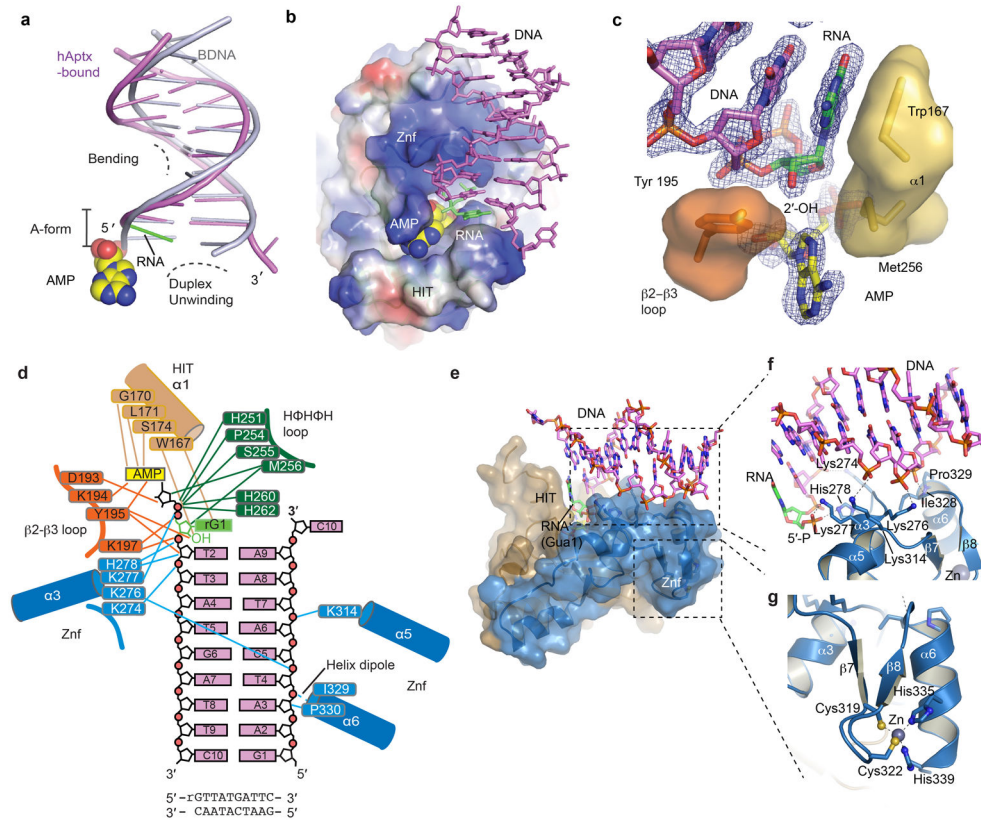 a
hAptx
-bound
BDNA
Bending
A-form
5′
AMP
RNA
3′
Duplex
Unwinding
b
DNA
Znf
AMP
RNA
HIT
c
RNA
DNA
Trp167
Tyr 195
α1
2′-OH
Met256
β2–β3
loop
AMP
d
HIT
α1
G170
L171
S174
W167
H251
P254
S255
M256
HΦHΦH
loop
AMP
D193
K194
Y195
K197
β2-β3 loop
H260
H262
rG1
OH
3′
C10
T2
A9
H278
K277
K276
K274
α3
Znf
T3
A8
A4
T7
T5
A6
K314
α5
G6
C5
Helix dipole
Znf
A7
T4
I329
P330
α6
T8
A3
T9
A2
C10
G1
3′
5′
5′-rGTTATGATTC- 3′
3′- CAATACTAAG- 5′
e
DNA
HIT
RNA
(Gua1)
Znf
f
DNA
Lys274
Pro329
RNA
His278
Ile328
α3
Lys276
α6
5′-P
Lys277
α5
Lys314
β7
β8
Zn
g
α3
β7
β8
α6
His335
Cys319
Zn
Cys322
His339